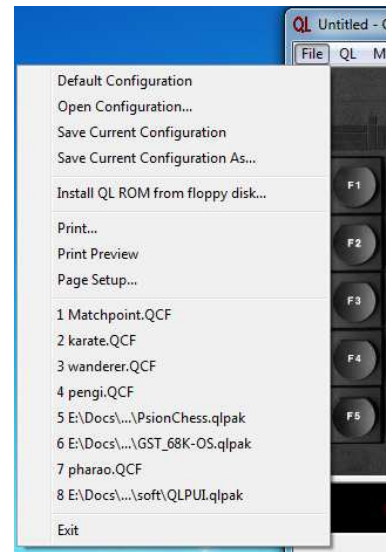 QL Untitled -
File QL M
Default Configuration
Open Configuration...
Save Current Configuration
Save Current Configuration As...
Install QL ROM from floppy disk...
Print...
Print Preview
Page Setup...
1 Matchpoint.QCF
2 karate.QCF
3 wanderer.QCF
4 pengi.QCF
5 E:\Docs\...\PsionChess.qlpak
6 E:\Docs\...\GST_68K-OS.qlpak
7 pharao.QCF
8 E:\Docs\...\soft\QLPUI.qlpak
Exit
F1
F2
F3
F4
F5